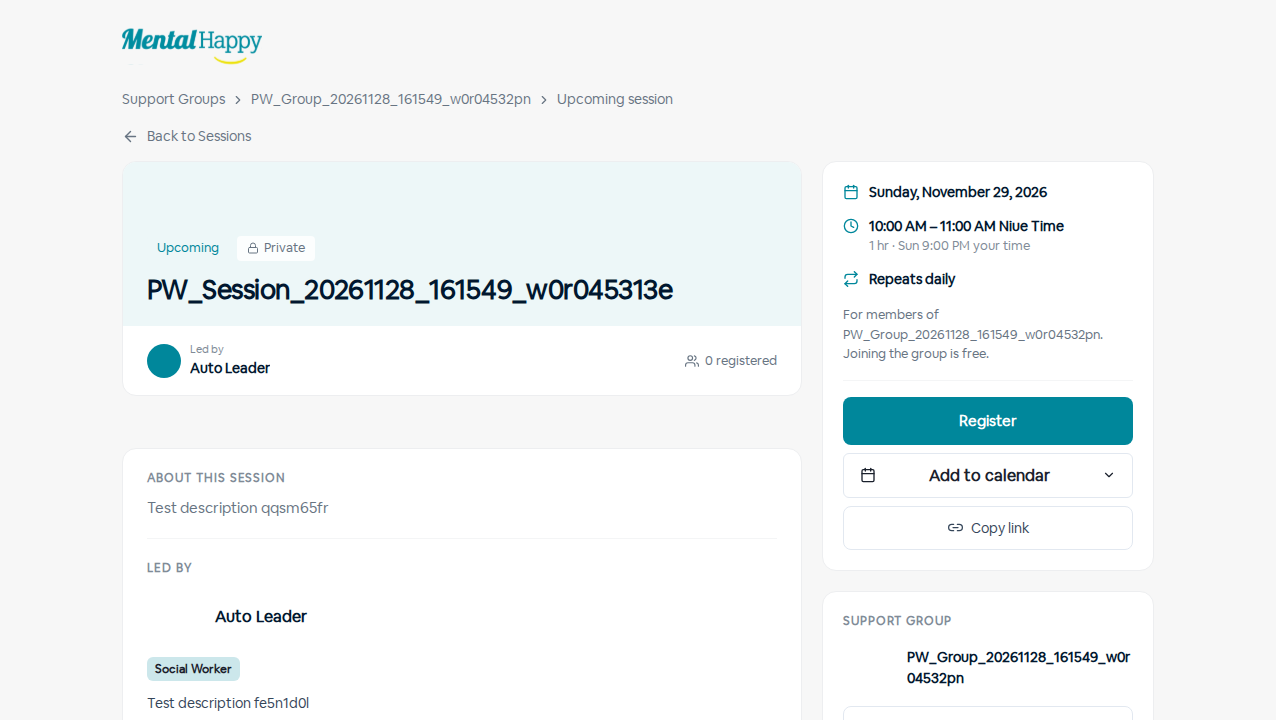 Mental Happy
Support Groups > PW_Group_20261128_161549_w0r04532pn > Upcoming session
Back to Sessions
Upcoming
Private
PW_Session_20261128_161549_w0r045313e
Led by
Auto Leader
0 registered
ABOUT THIS SESSION
Test description qqsm65fr
LED BY
Auto Leader
Social Worker
Test description fe5n1d0l
Sunday, November 29, 2026
10:00 AM – 11:00 AM Niue Time
1 hr · Sun 9:00 PM your time
Repeats daily
For members of
PW_Group_20261128_161549_w0r04532pn.
Joining the group is free.
Register
Add to calendar
Copy link
SUPPORT GROUP
PW_Group_20261128_161549_w0r
04532pn